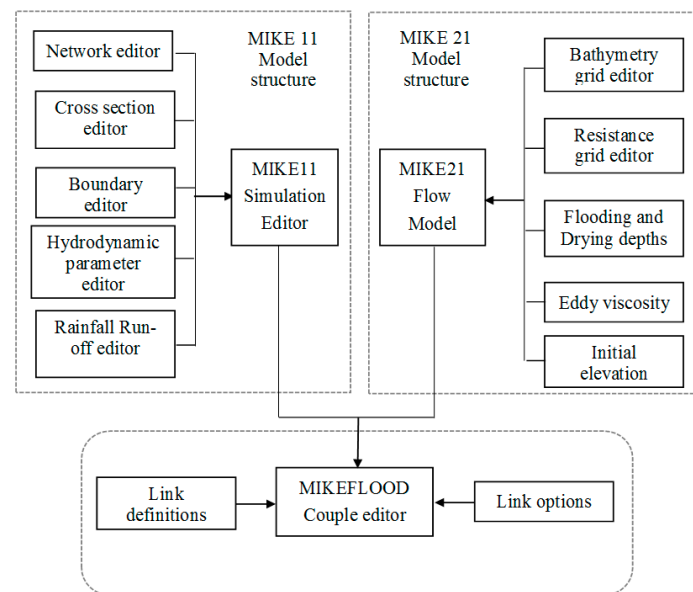 Network editor
Cross section
editor
Boundary
editor
Hydrodynamic
parameter
editor
Rainfall Run-
off editor
MIKE 11
Model
structure
MIKE11
Simulation
Editor
MIKE 21
Model
structure
MIKE21
Flow
Model
Bathymetry
grid editor
Resistance
grid editor
Flooding and
Drying depths
Eddy viscosity
Initial
elevation
Link
definitions
MIKEFLOOD
Couple editor
Link options